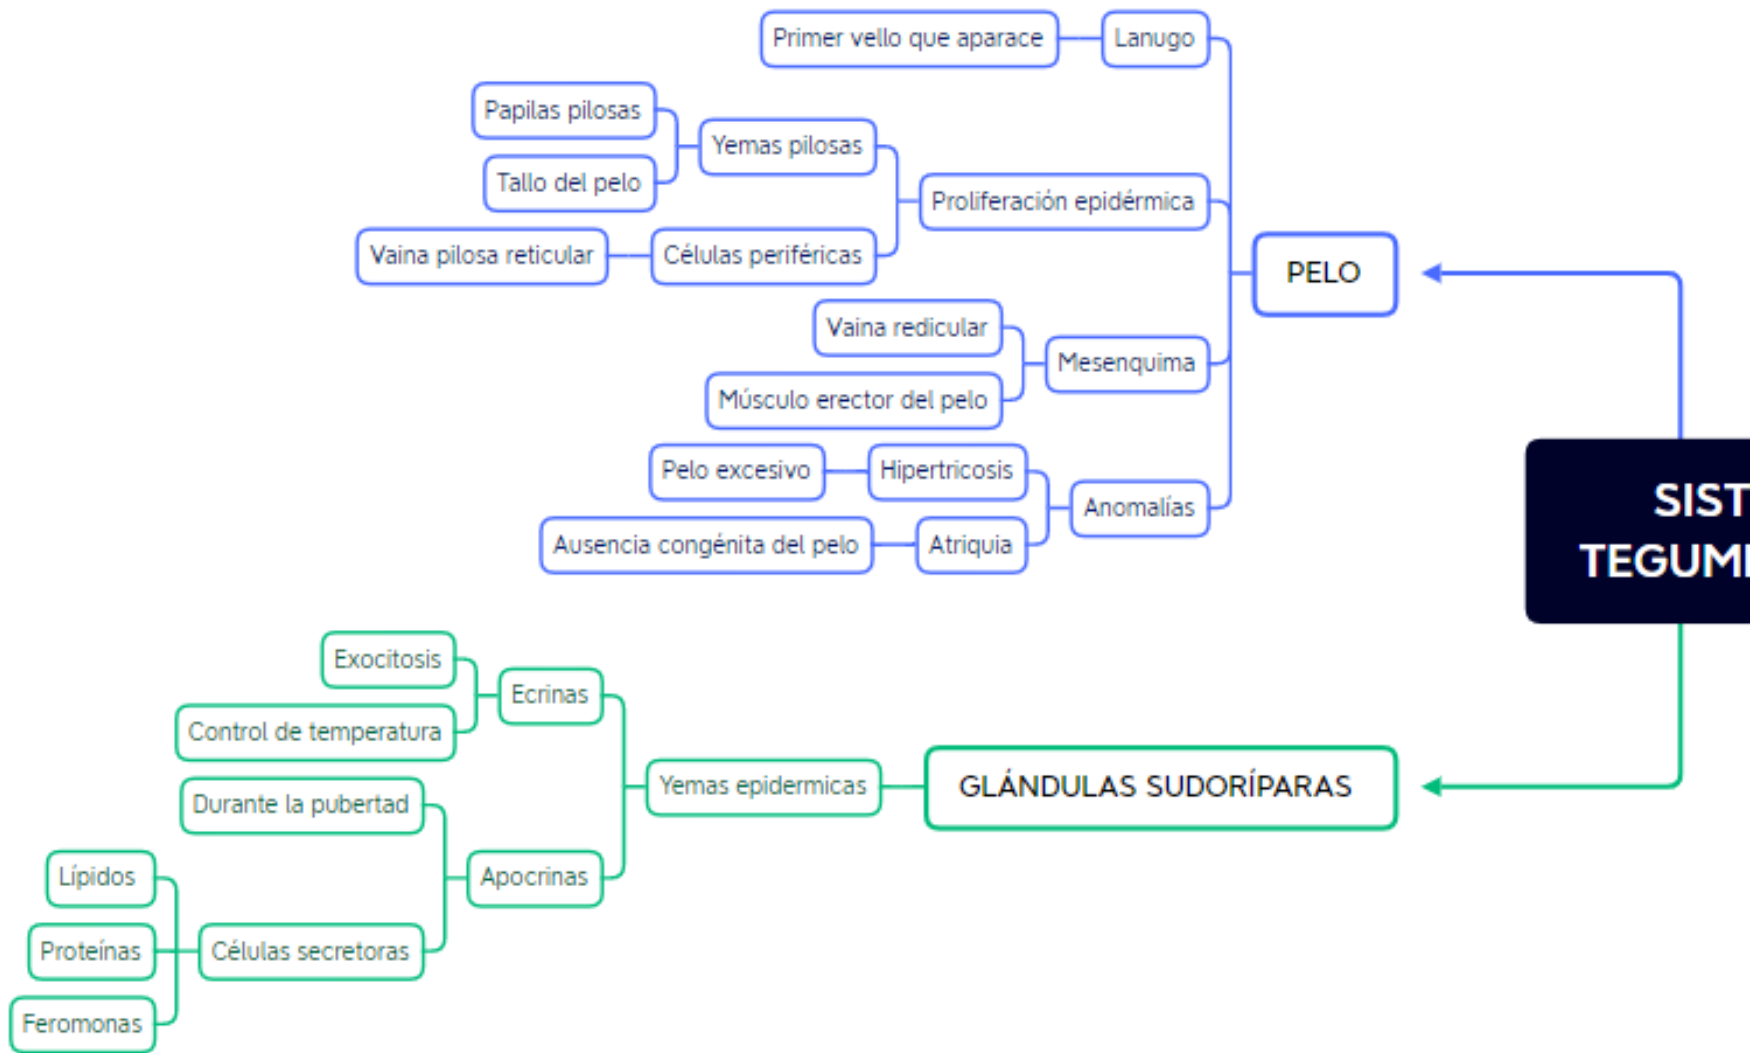 Primer vello que aparace
Lanugo
Papilas pilosas
Yemas pilosas
Tallo del pelo
Proliferación epidérmica
Vaina pilosa reticular
Células periféricas
PELO
Vaina redicular
Mesenquima
Músculo erector del pelo
Pelo excesivo
Hipertricosis
Anomalías
Ausencia congénita del pelo
Atriquia
SIST
TEGUM
Exocitosis
Ecrinas
Control de temperatura
Yemas epidermicas
GLÁNDULAS SUDORÍPARAS
Durante la pubertad
Lípidos
Apocrinas
Proteínas
Células secretoras
Feromonas